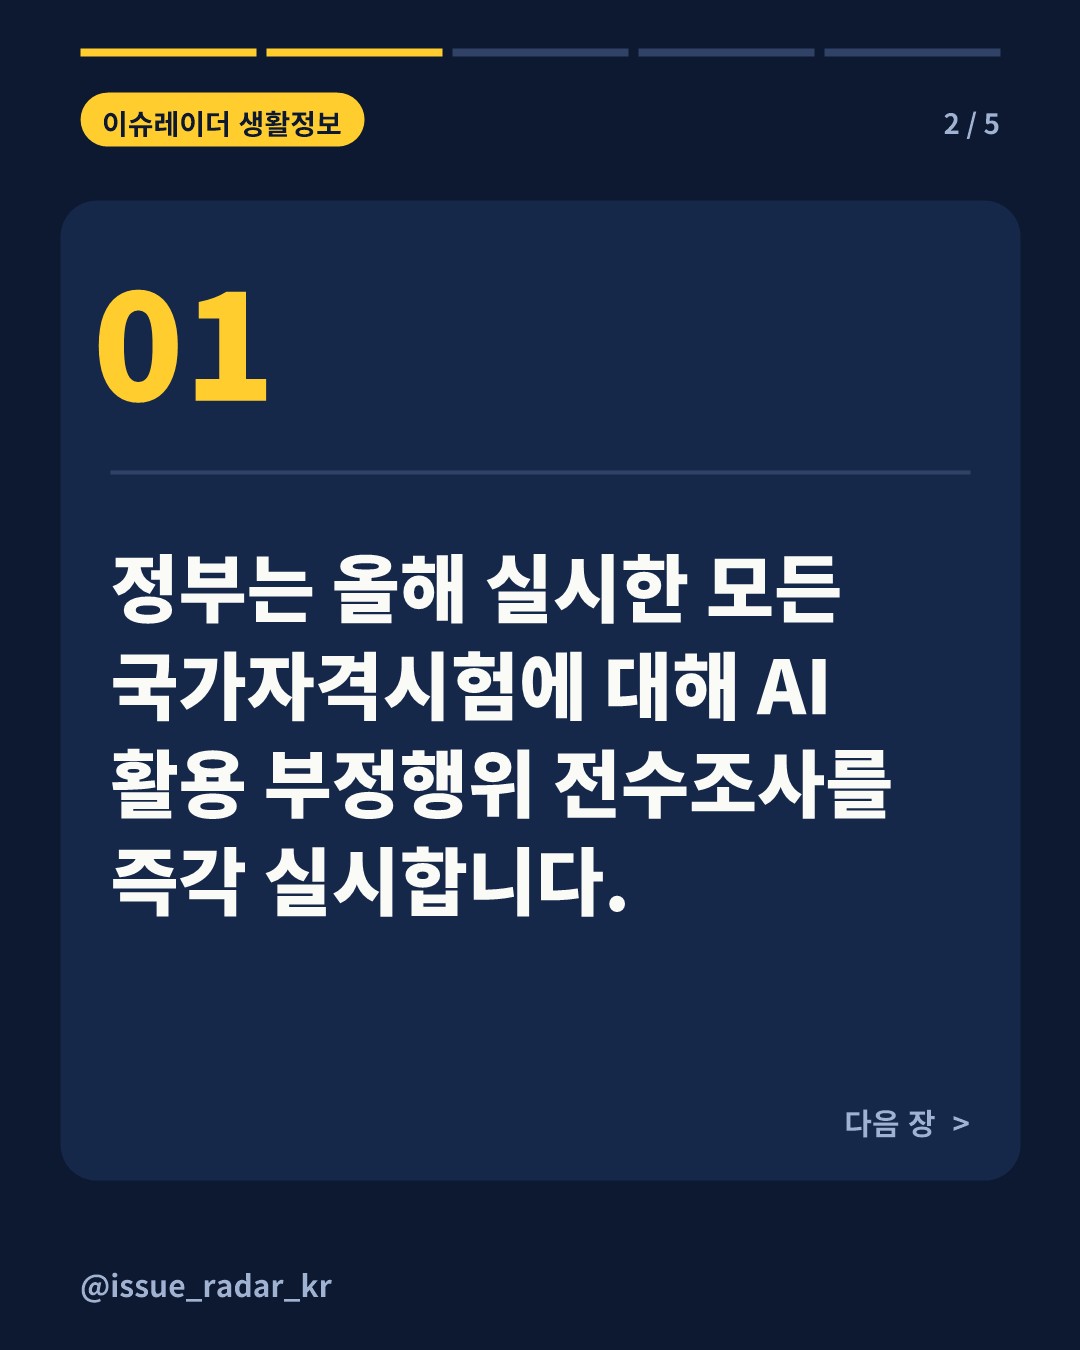 이슈레이더 생활정보
2 / 5
01
정부는 올해 실시한 모든
국가자격시험에 대해 AI
활용 부정행위 전수조사를
즉각 실시합니다.
다음 장 >
@issue_radar_kr